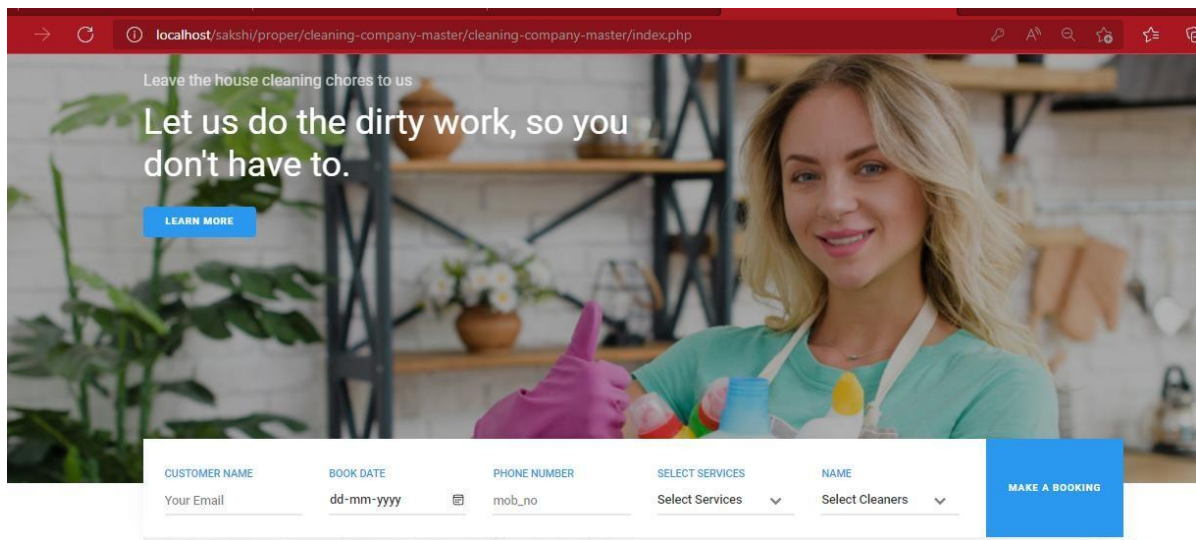 localhost/sakshi/proper/cleaning-company-master/cleaning-company-master/index.php
Leave the house cleaning chores to us
Let us do the dirty work, so you
don't have to.
LEARN MORE
CUSTOMER NAME BOOK DATE PHONE NUMBER SELECT SERVICES NAME
Your Email dd-mm-yyyy mob_no Select Services Select Cleaners
MAKE A BOOKING